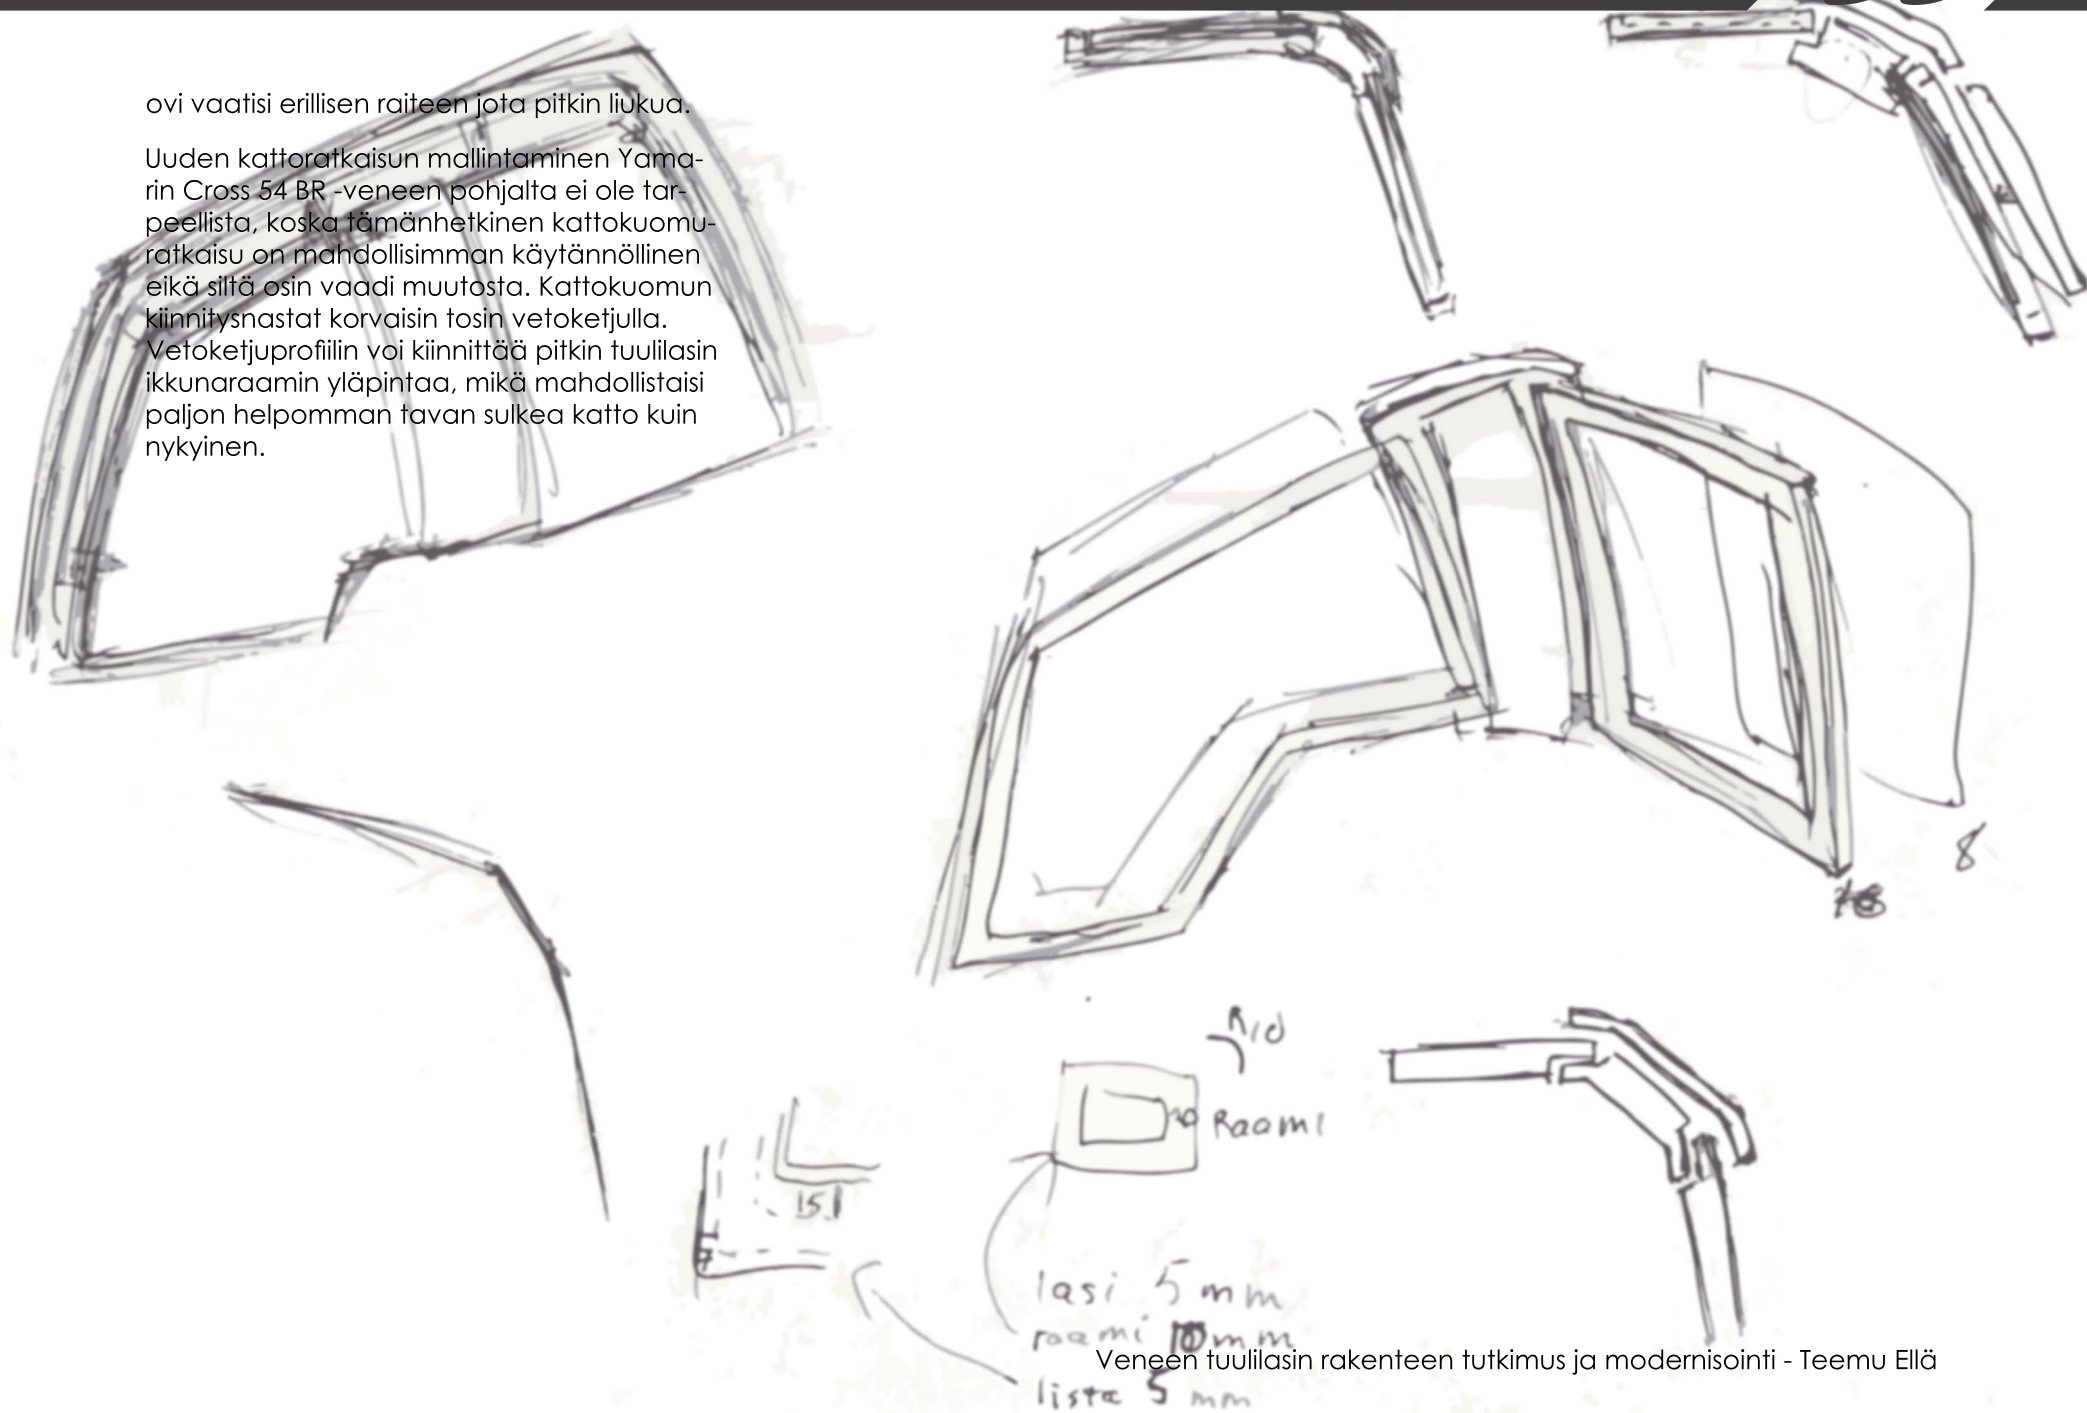 ovi vaatisi erillisen raiteen jota pitkin liukua.
Uuden kattoratkaisun mallintaminen Yama-
rin Cross 54 BR -veneen pohjalta ei ole tar-
peellista, koska tämänhetkinen kattokuomu-
ratkaisu on mahdollisimman käytännöllinen
eikä siltä osin vaadi muutosta. Kattokuomun
kiinnitysnastat korvaisin tosin vetoketjulla.
Vetoketjuprofiilin voi kiinnittää pitkin tuulilasin
ikkunaraamin yläpintaa, mikä mahdollistaisi
paljon helpomman tavan sulkea katto kuin
nykyinen.
8
R10
Raami
15
lasi 5 mm
raami 10 mm
lista 5 mm
Veneen tuulilasin rakenteen tutkimus ja modernisointi - Teemu Ellä